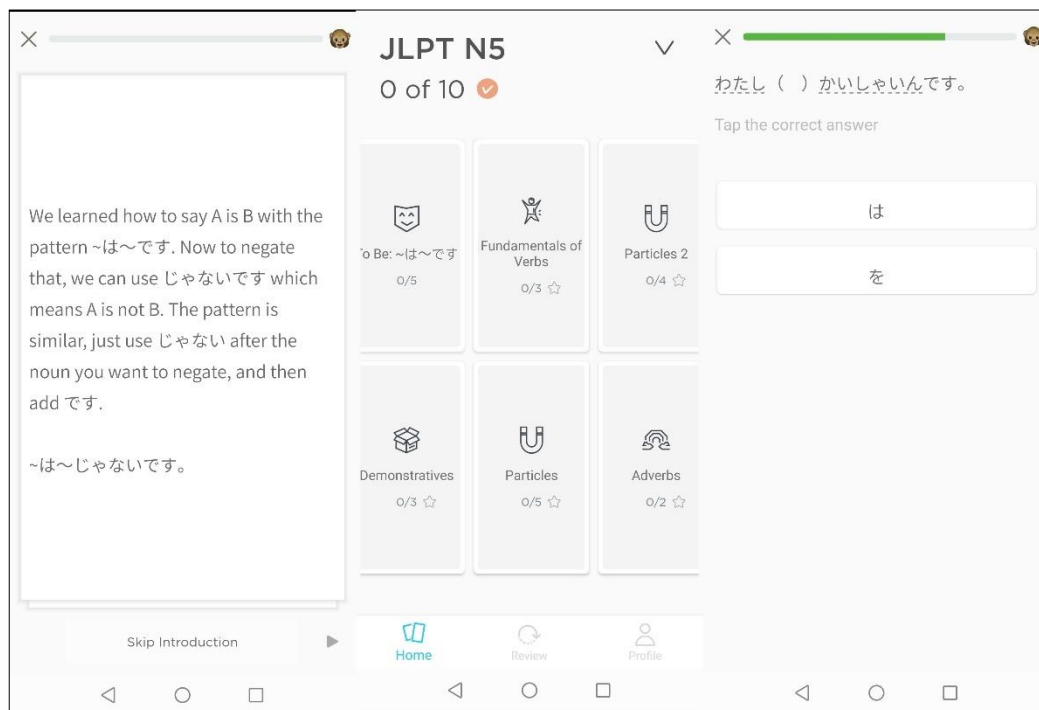 We learned how to say A is B with the
pattern ~は～です. Now to negate
that, we can use じゃないです which
means A is not B. The pattern is
similar, just use じゃない after the
noun you want to negate, and then
add です.
~は～じゃないです。
Skip Introduction
JLPT N5
0 of 10
To Be: ~は～です
0/5
Fundamentals of
Verbs
0/3
Particles 2
0/4
Demonstratives
0/3
Particles
0/5
Adverbs
0/2
Home
Review
Profile
わたし（　）かいしゃいんです。
Tap the correct answer
は
を